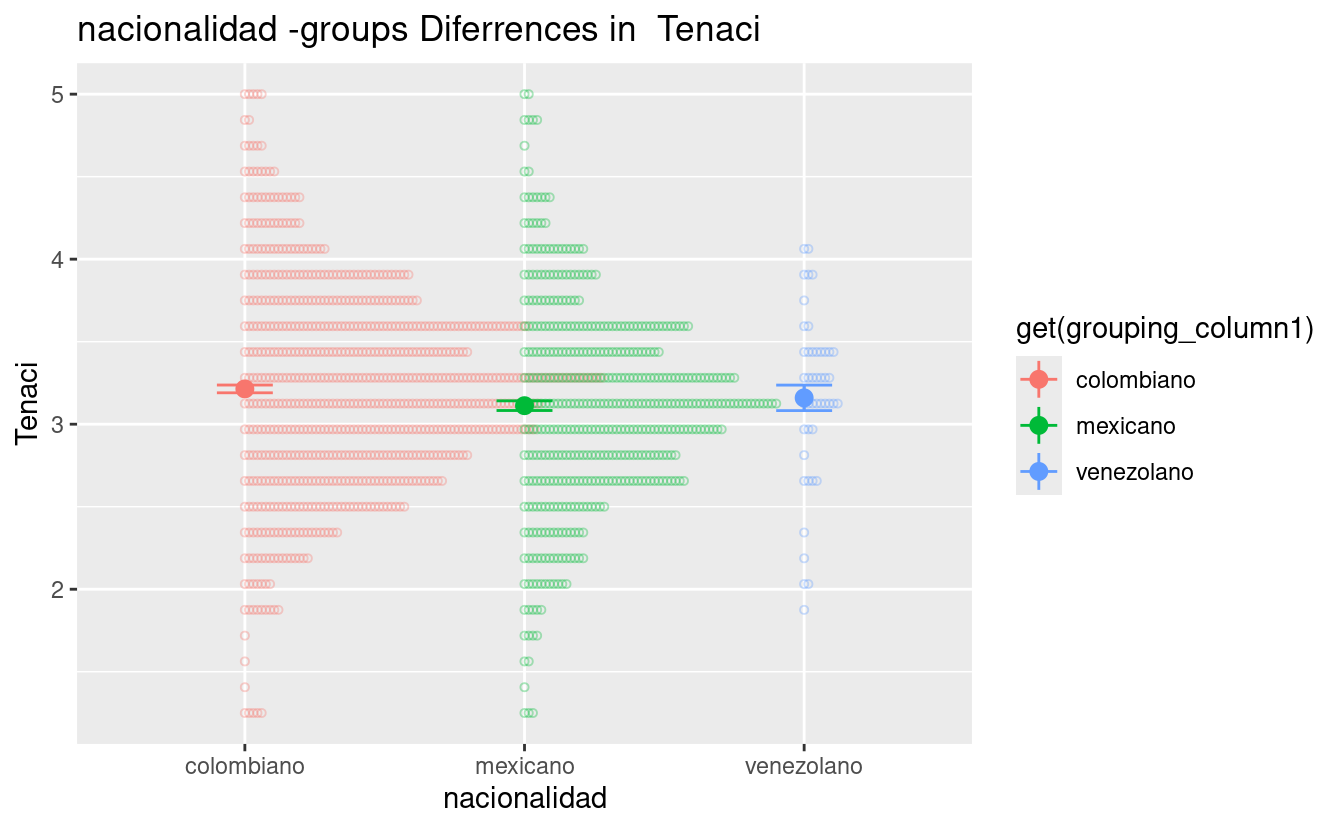 nacionalidad -groups Diferrences in  Tenaci
5
4
3
2
Tenaci
colombiano
mexicano
venezolano
nacionalidad
get(grouping_column1)
colombiano
mexicano
venezolano